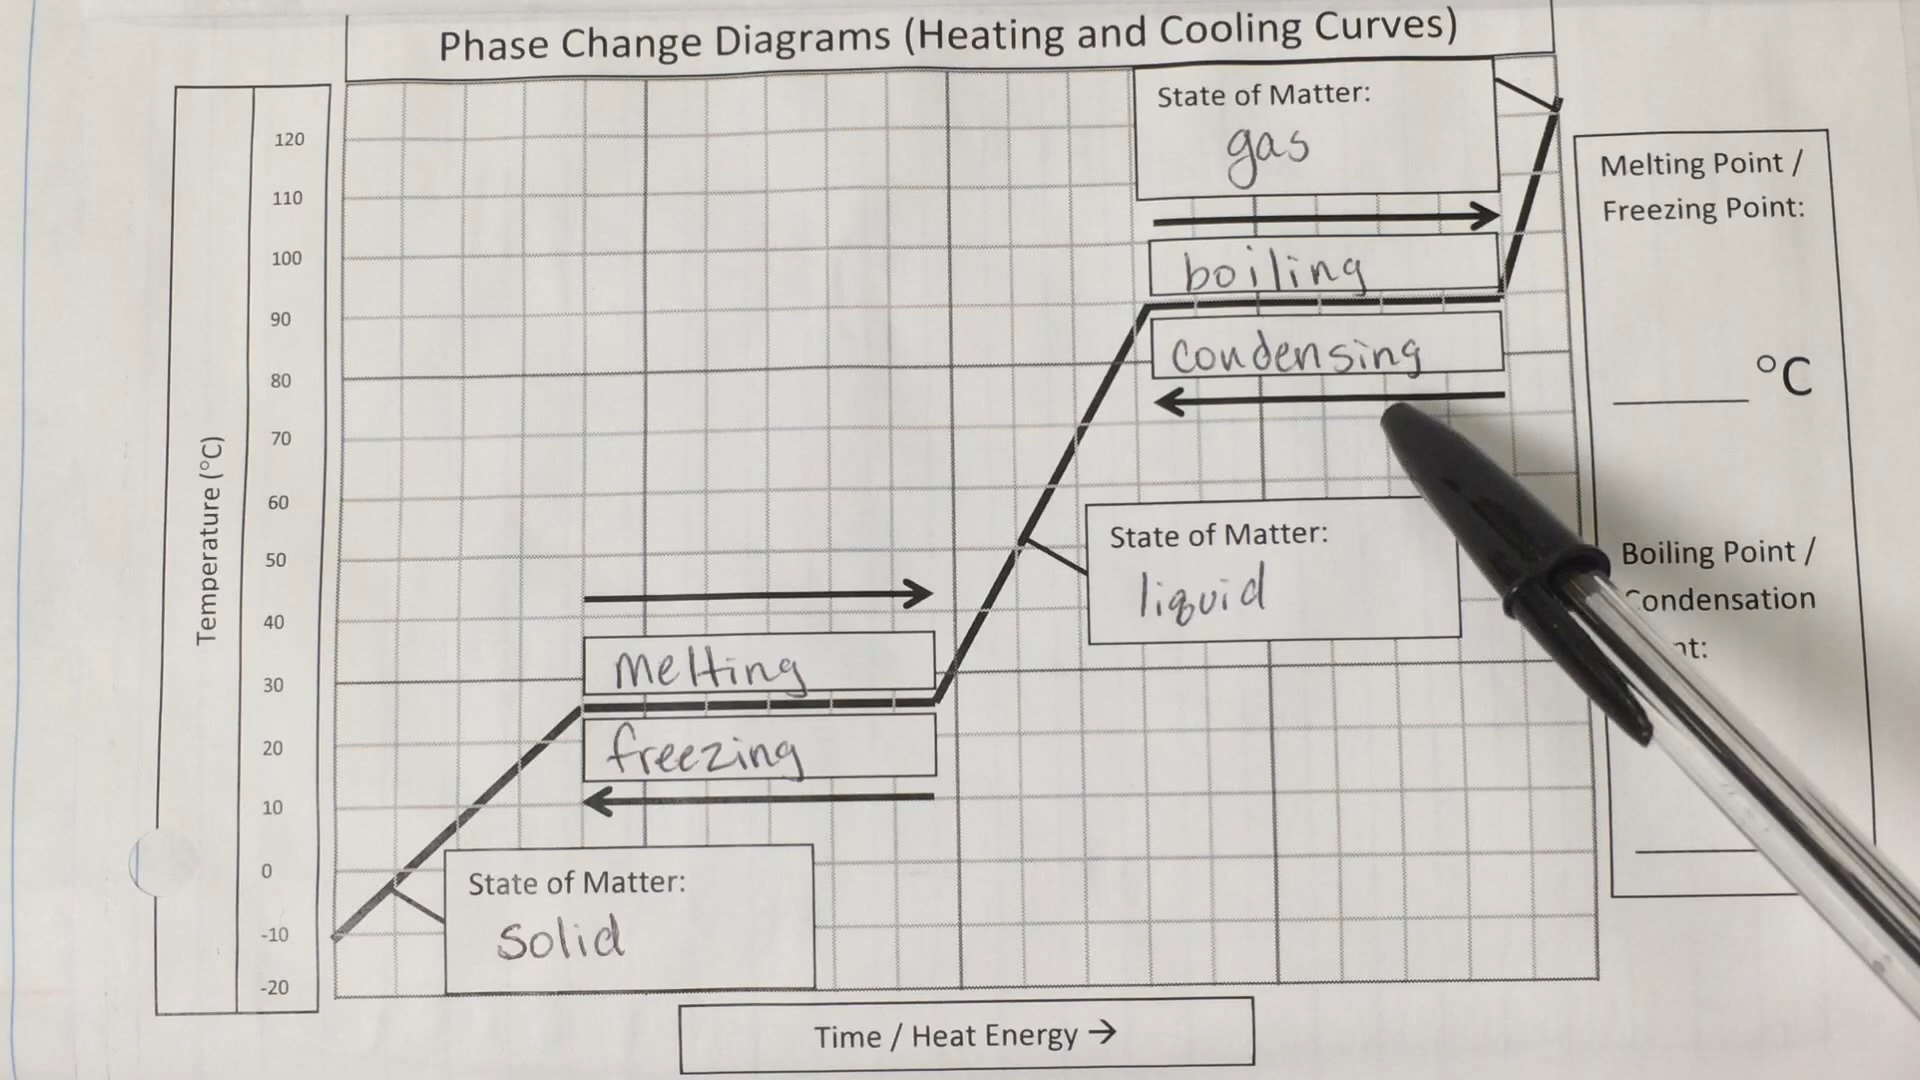 Phase Change Diagrams (Heating and Cooling Curves)
Temperature (°C)
120
110
100
90
80
70
60
50
40
30
20
10
0
-10
-20
State of Matter:
gas
boiling
condensing
State of Matter:
liquid
melting
freezing
State of Matter:
solid
Time / Heat Energy →
Melting Point /
Freezing Point:
°C
Boiling Point /
Condensation